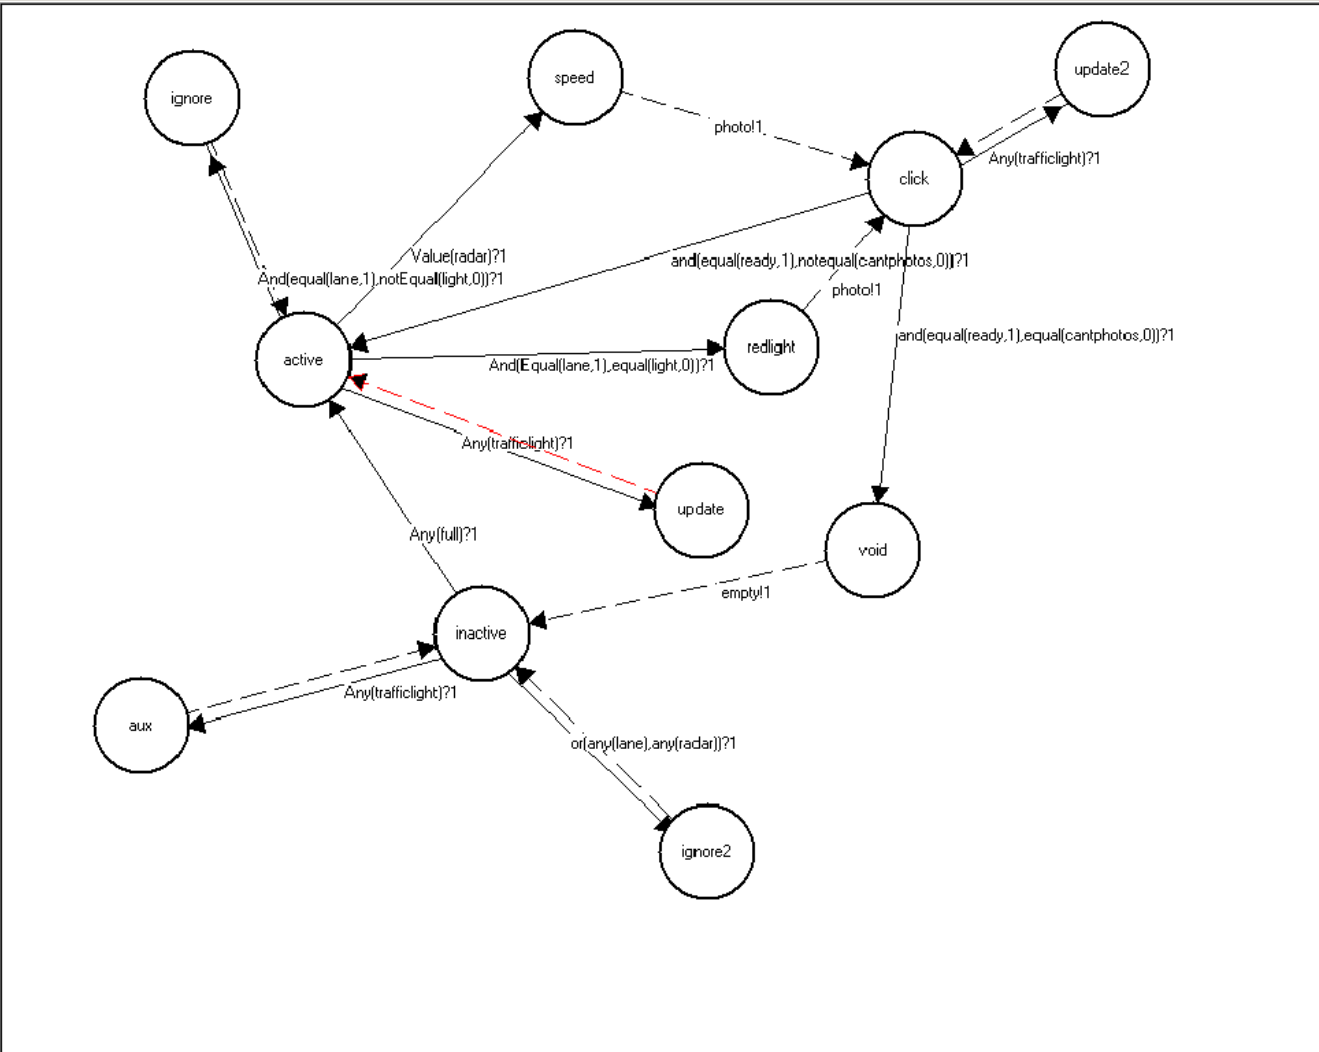 speed
update2
ignore
photo!1
Any(trafficlight)?1
click
Value(radar)?1
and(equal(ready,1),notequal(cantphotos,0))?1
And(equal(lane,1),notEqual(light,0))?1
photo!1
and(equal(ready,1),equal(cantphotos,0))?1
redlight
active
And(Equal(lane,1),equal(light,0))?1
Any(trafficlight)?1
update
Any(full)?1
void
empty!1
inactive
Any(trafficlight)?1
aux
or(any(lane),any(radar))?1
ignore2